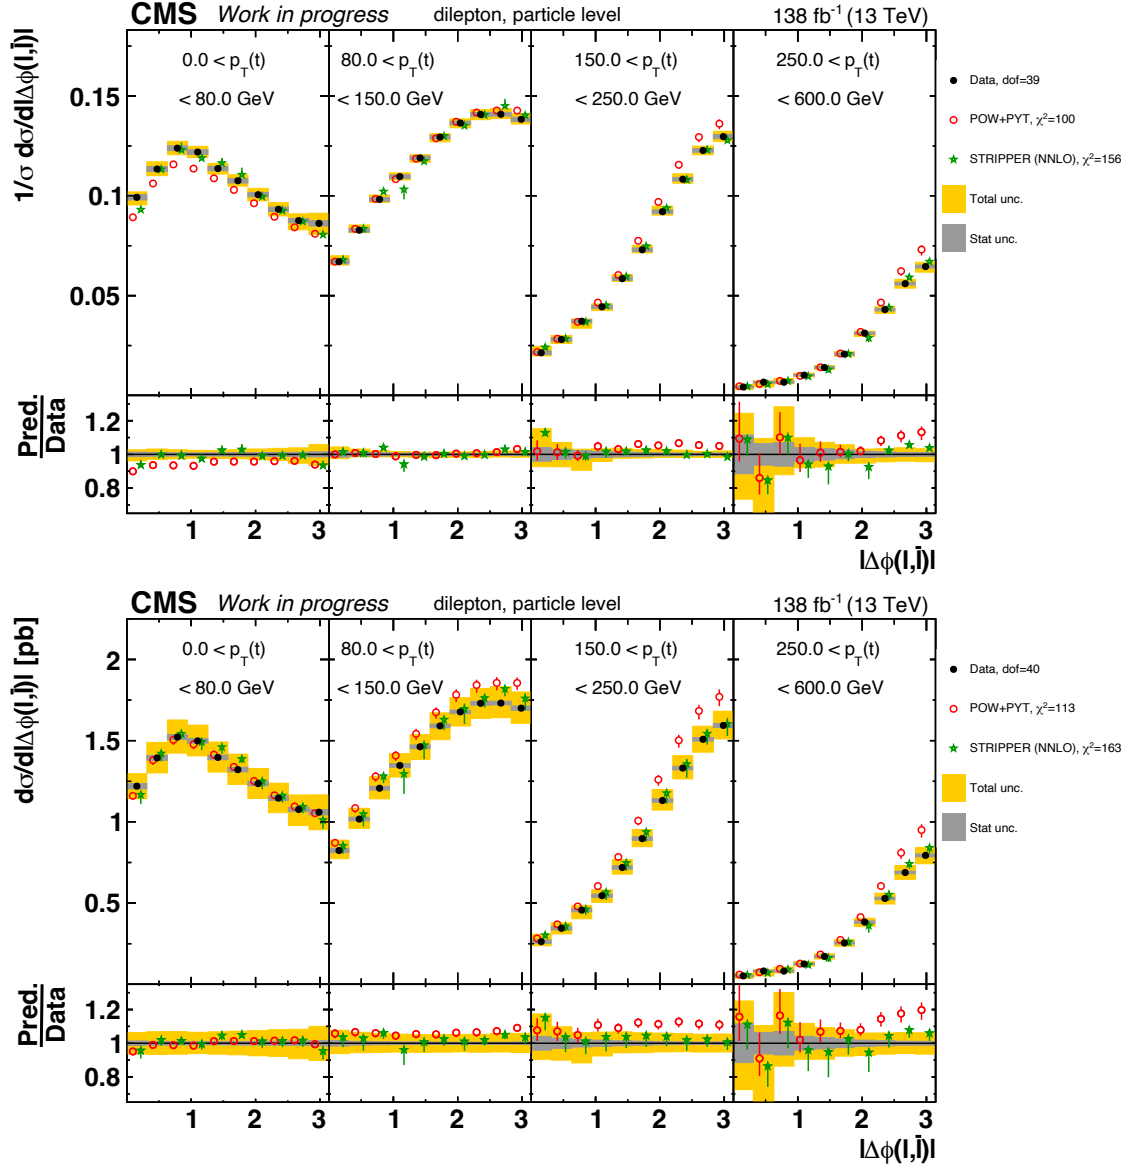 CMS Work in progress dilepton, particle level 138 fb⁻¹ (13 TeV)
1/σ dσ/d|Δϕ(l,l̄)|
0.0 < p_T(t) < 80.0 GeV
80.0 < p_T(t) < 150.0 GeV
150.0 < p_T(t) < 250.0 GeV
250.0 < p_T(t) < 600.0 GeV
0.15
0.1
0.05
Data, dof=39
POW+PYT, χ²=100
STRIPPER (NNLO), χ²=156
Total unc.
Stat unc.
Pred.
Data
1.2
1
0.8
1 2 3 1 2 3 1 2 3 1 2 3
|Δϕ(l,l̄)|
CMS Work in progress dilepton, particle level 138 fb⁻¹ (13 TeV)
dσ/d|Δϕ(l,l̄)| [pb]
0.0 < p_T(t) < 80.0 GeV
80.0 < p_T(t) < 150.0 GeV
150.0 < p_T(t) < 250.0 GeV
250.0 < p_T(t) < 600.0 GeV
2
1.5
1
0.5
Data, dof=40
POW+PYT, χ²=113
STRIPPER (NNLO), χ²=163
Total unc.
Stat unc.
Pred.
Data
1.2
1
0.8
1 2 3 1 2 3 1 2 3 1 2 3
|Δϕ(l,l̄)|